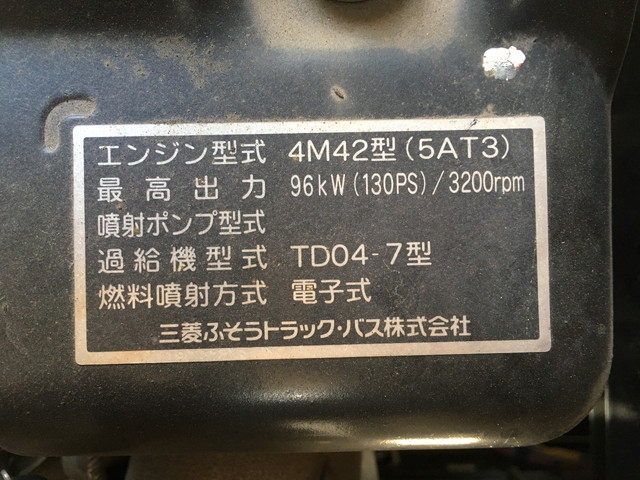 エンジン型式 4M42型(5AT3)
最高出力 96kW(130PS)/3200rpm
噴射ポンプ型式
過給機型式 TD04-7型
燃料噴射方式 電子式
三菱ふそうトラック・バス株式会社